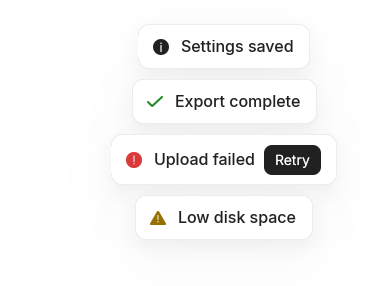 Settings saved
Export complete
Upload failed Retry
Low disk space